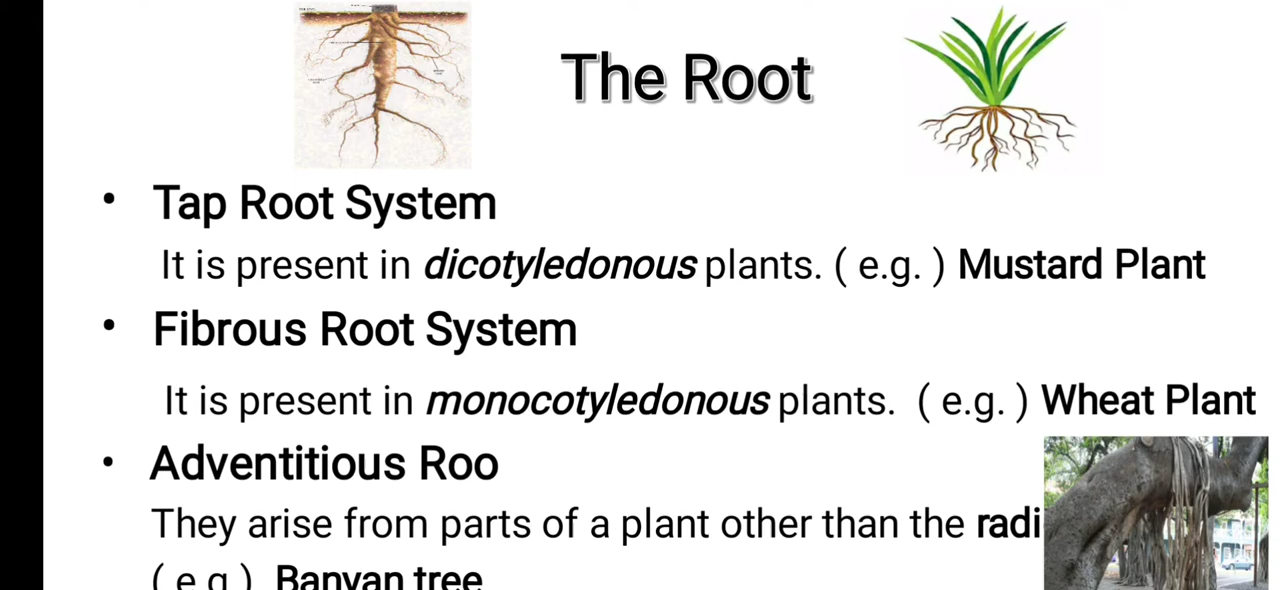 The Root
• Tap Root System
It is present in dicotyledonous plants. ( e.g. ) Mustard Plant
• Fibrous Root System
It is present in monocotyledonous plants. ( e.g. ) Wheat Plant
• Adventitious Roo
They arise from parts of a plant other than the radi
( e.g ) Banyan tree